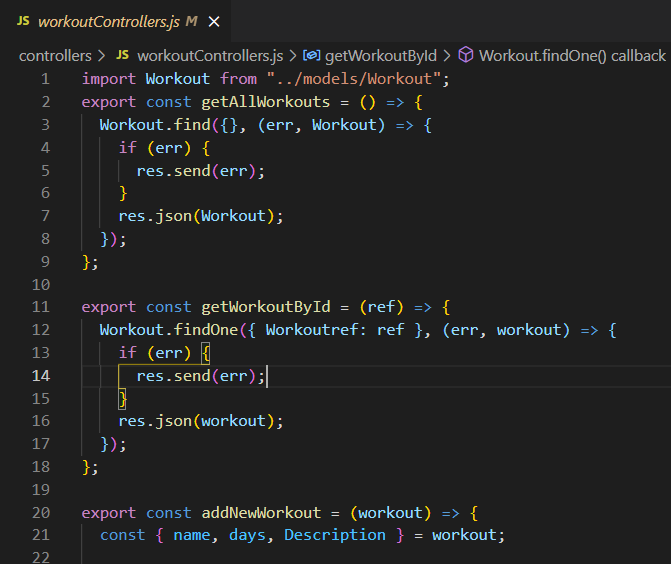 JS workoutControllers.js M ×
controllers > JS workoutControllers.js > getWorkoutById > Workout.findOne() callback
1 import Workout from "../models/Workout";
2 export const getAllWorkouts = () => {
3 Workout.find({}, (err, Workout) => {
4 if (err) {
5 res.send(err);
6 }
7 res.json(Workout);
8 });
9 };
10
11 export const getWorkoutById = (ref) => {
12 Workout.findOne({ Workoutref: ref }, (err, workout) => {
13 if (err) {
14 res.send(err);
15 }
16 res.json(workout);
17 });
18 };
19
20 export const addNewWorkout = (workout) => {
21 const { name, days, Description } = workout;
22